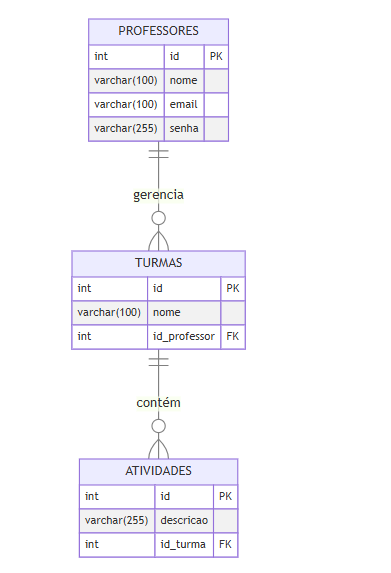 PROFESSORES
int id PK
varchar(100) nome
varchar(100) email
varchar(255) senha
gerencia
TURMAS
int id PK
varchar(100) nome
int id_professor FK
contém
ATIVIDADES
int id PK
varchar(255) descricao
int id_turma FK